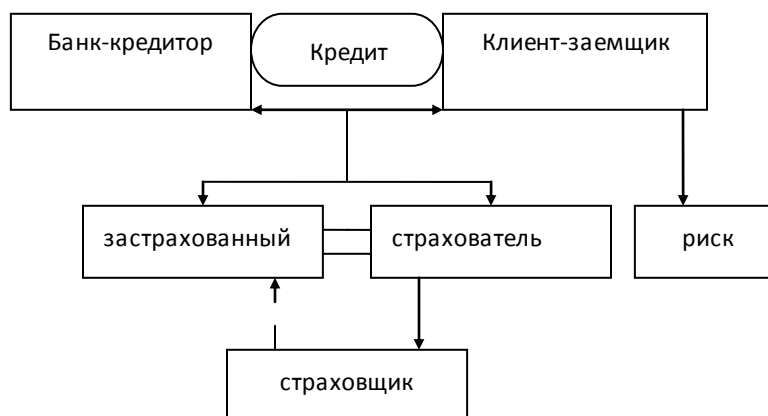 Банк-кредитор
Кредит
Клиент-заемщик
застрахованный
страхователь
риск
страховщик